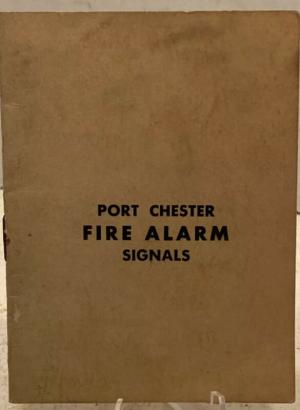 PORT CHESTER
FIRE ALARM
SIGNALS